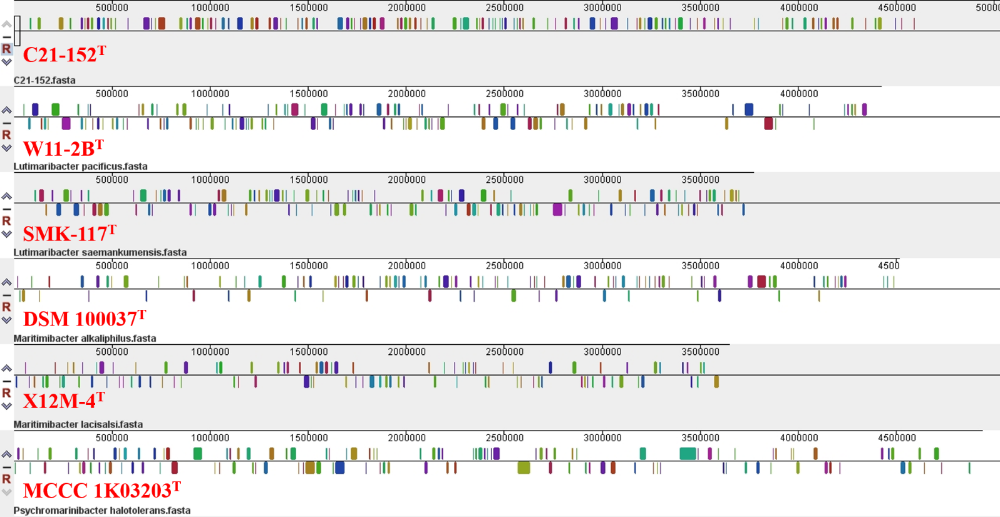 500000 1000000 1500000 2000000 2500000 3000000 3500000 4000000 4500000 50000
R
C21-152T
C21-152.fasta
500000 1000000 1500000 2000000 2500000 3000000 3500000 4000000
R
W11-2BT
Lutimaribacter pacificus.fasta
500000 1000000 1500000 2000000 2500000 3000000 3500000
R
SMK-117T
Lutimaribacter saemankumensis.fasta
500000 1000000 1500000 2000000 2500000 3000000 3500000 4000000 4500
R
DSM 100037T
Maritimibacter alkaliphilus.fasta
500000 1000000 1500000 2000000 2500000 3000000 3500000
R
X12M-4T
Maritimibacter lacisalsi.fasta
500000 1000000 1500000 2000000 2500000 3000000 3500000 4000000 4500000
R
MCCC 1K03203T
Psychromarinibacter halotolerans.fasta